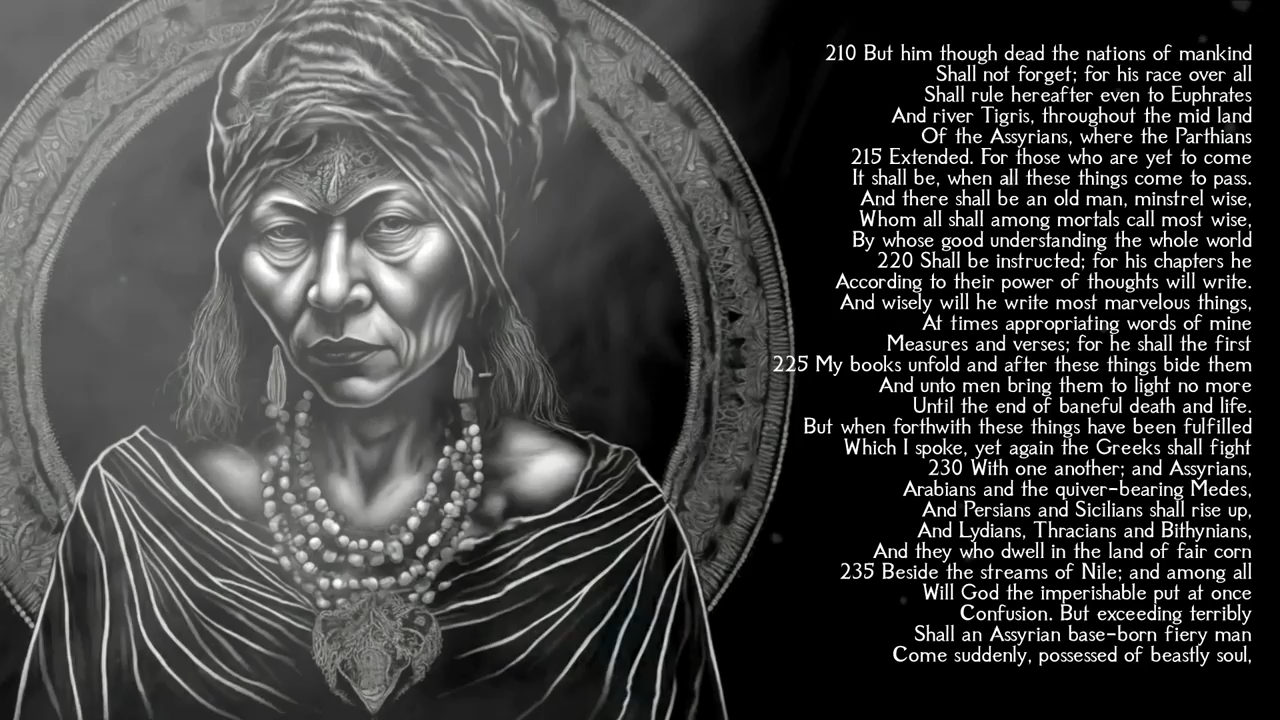 210 But him though dead the nations of mankind
Shall not forget; for his race over all
Shall rule hereafter even to Euphrates
And river Tigris, throughout the mid land
Of the Assyrians, where the Parthians
215 Extended. For those who are yet to come
It shall be, when all these things come to pass.
And there shall be an old man, minstrel wise,
Whom all shall among mortals call most wise,
By whose good understanding the whole world
220 Shall be instructed; for his chapters he
According to their power of thoughts will write.
And wisely will he write most marvelous things,
At times appropriating words of mine
Measures and verses; for he shall the first
225 My books unfold and after these things bide them
And unto men bring them to light no more
Until the end of baneful death and life.
But when forthwith these things have been fulfilled
Which I spoke, yet again the Greeks shall fight
230 With one another; and Assyrians,
Arabians and the quiver-bearing Medes,
And Persians and Sicilians shall rise up,
And Lydians, Thracians and Bithynians,
And they who dwell in the land of fair corn
235 Beside the streams of Nile; and among all
Will God the imperishable put at once
Confusion. But exceeding terribly
Shall an Assyrian base-born fiery man
Come suddenly, possessed of beastly soul,